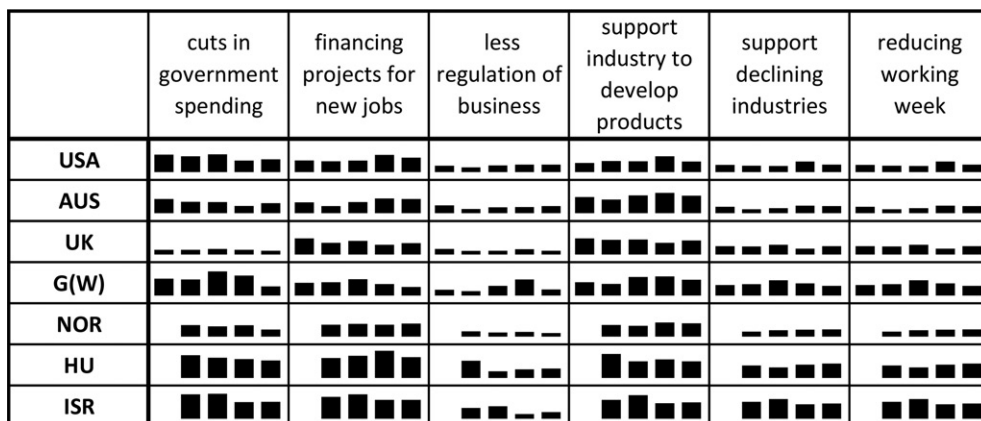 cuts in
government
spending
financing
projects for
new jobs
less
regulation of
business
support
industry to
develop
products
support
declining
industries
reducing
working
week
USA
AUS
UK
G(W)
NOR
HU
ISR